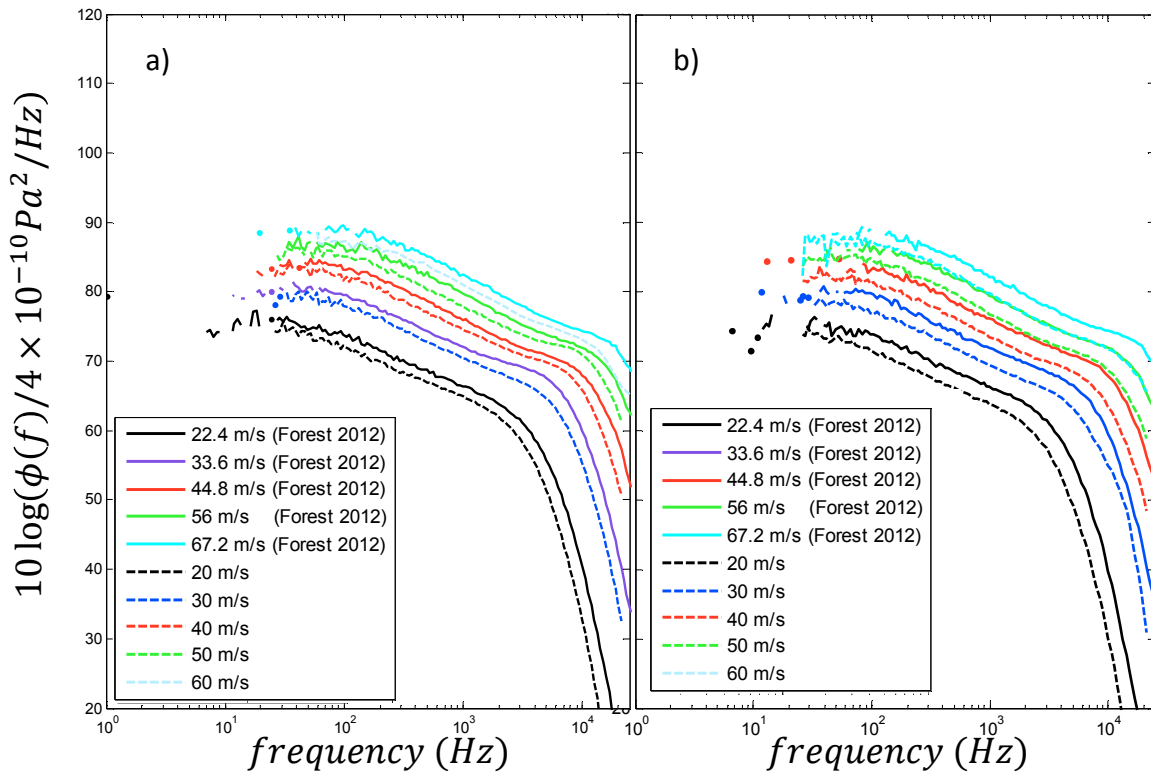 10 log(ϕ(f)/4 × 10⁻¹⁰Pa²/Hz)
120
110
100
90
80
70
60
50
40
30
20
a)
22.4 m/s (Forest 2012)
33.6 m/s (Forest 2012)
44.8 m/s (Forest 2012)
56 m/s (Forest 2012)
67.2 m/s (Forest 2012)
20 m/s
30 m/s
40 m/s
50 m/s
60 m/s
10⁰ 10¹ 10² 10³ 10⁴
frequency (Hz)
b)
22.4 m/s (Forest 2012)
33.6 m/s (Forest 2012)
44.8 m/s (Forest 2012)
56 m/s (Forest 2012)
67.2 m/s (Forest 2012)
20 m/s
30 m/s
40 m/s
50 m/s
60 m/s
20
10⁰ 10¹ 10² 10³ 10⁴
frequency (Hz)